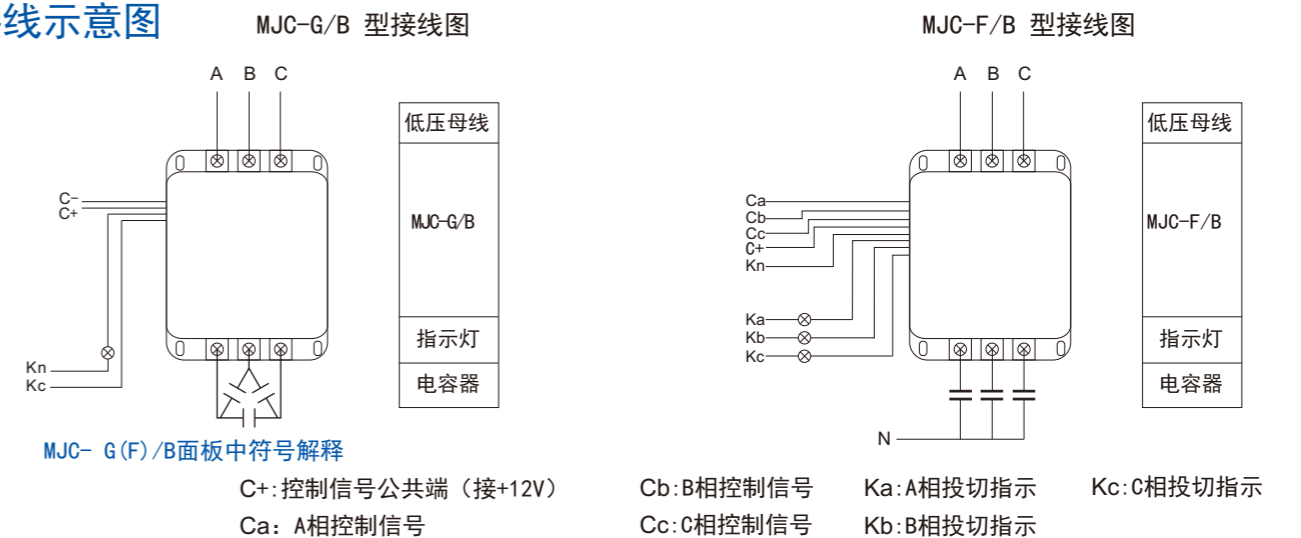 线示意图
MJC-G/B 型接线图
MJC-F/B 型接线图
A B C
低压母线
MJC-G/B
指示灯
电容器
C-
C+
Kn
Kc
A B C
低压母线
MJC-F/B
指示灯
电容器
Ca
Cb
Cc
C+
Kn
Ka
Kb
Kc
N
MJC- G(F)/B面板中符号解释
C+:控制信号公共端（接+12V）
Cb:B相控制信号
Ka:A相投切指示
Kc:C相投切指示
Ca: A相控制信号
Cc:C相控制信号
Kb:B相投切指示